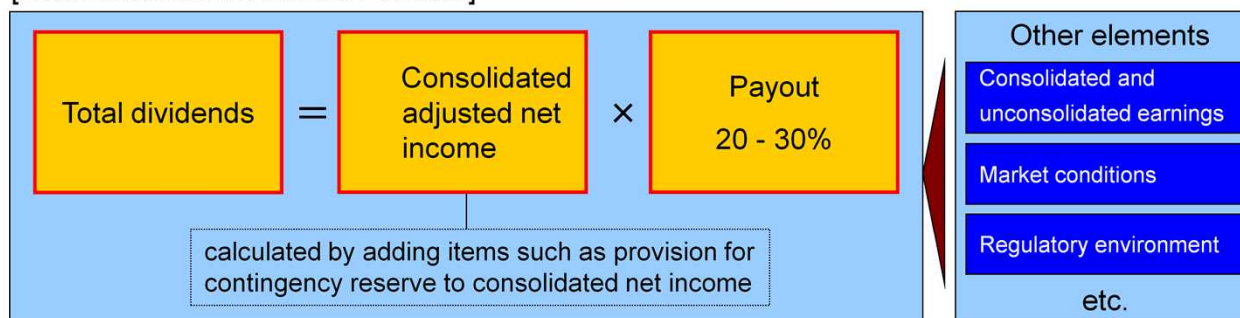 Total dividends
=
Consolidated
adjusted net
income
×
Payout
20 - 30%
calculated by adding items such as provision for
contingency reserve to consolidated net income
Other elements
Consolidated and
unconsolidated earnings
Market conditions
Regulatory environment
etc.